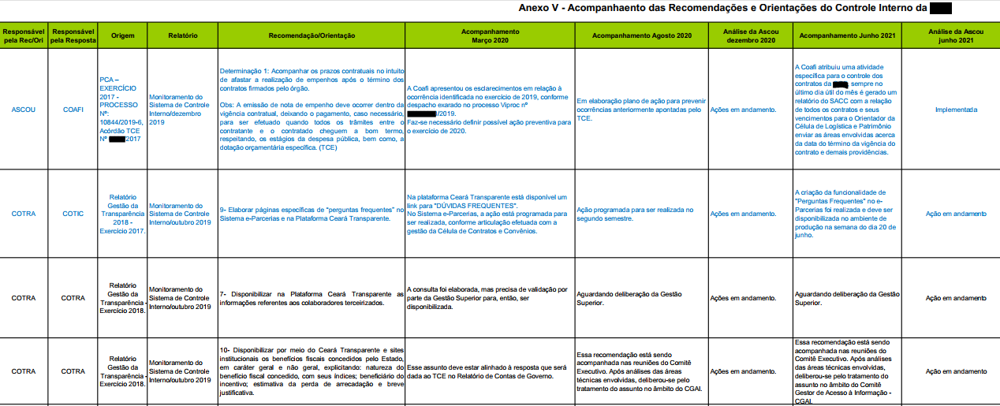 Anexo V - Acompanhaento das Recomendações e Orientações do Controle Interno da
Responsável
pela Rec/Ori
Responsável
pela Resposta
Origem
Relatório
Recomendação/Orientação
Acompanhamento
Março 2020
Acompanhamento Agosto 2020
Análise da Ascou
dezembro 2020
Acompanhamento Junho 2021
Análise da Ascou
junho 2021
ASCOU
COAFI
PCA –
EXERCÍCIO
2017 -
PROCESSO
Nº:
10844/2019-6,
Acórdão TCE
Nº /2017
Monitoramento do
Sistema de Controle
Interno/dezembro
2019
Determinação 1: Acompanhar os prazos contratuais no intuito
de afastar a realização de empenhos após o término dos
contratos firmados pelo órgão.
Obs: A emissão de nota de empenho deve ocorrer dentro da
vigência contratual, deixando o pagamento, caso necessário,
para ser efetuado quando todos os trâmites entre o
contratante e o contratado cheguem a bom termo,
respeitando, os estágios da despesa pública, bem como, a
dotação orçamentária específica. (TCE)
A Coafi apresentou os esclarecimentos em relação à
ocorrência identificada no exercício de 2019, conforme
despacho exarado no processo Viproc nº
/2019.
Faz-se necessário definir possível ação preventiva para
o exercício de 2020.
Em elaboração plano de ação para prevenir
ocorrências anteriormente apontadas pelo
TCE.
Ações em andamento.
A Coafi atribuiu uma atividade
específica para o controle dos
contratos da , sempre no
último dia útil do mês é gerado um
relatório do SACC com a relação
de todos os contratos e seus
vencimentos para o Orientador da
Célula de Logística e Patrimônio
enviar as áreas envolvidas acerca
da data do término da vigência do
contrato e demais providências.
Implementada
COTRA
COTIC
Relatório
Gestão da
Transparência
2018 -
Exercício 2017.
Monitoramento do
Sistema de Controle
Interno/outubro 2019
9- Elaborar páginas específicas de "perguntas frequentes" no
Sistema e-Parcerias e na Plataforma Ceará Transparente.
Na plataforma Ceará Transparente está disponível um
link para "DÚVIDAS FREQUENTES".
No Sistema e-Parcerias, a ação está programada para
ser realizada, conforme articulação efetuada com a
gestão da Célula de Contratos e Convênios.
Ação programada para ser realizada no
segundo semestre.
Ações em andamento.
A criação da funcionalidade de
"Perguntas Frequentes" no e-
Parcerias foi realizada e deve ser
disponibilizada no ambiente de
produção na semana do dia 20 de
junho.
Ação em andamento
COTRA
COTRA
Relatório
Gestão da
Transparência -
Exercício 2018.
Monitoramento do
Sistema de Controle
Interno/outubro 2019
7- Disponibilizar na Plataforma Ceará Transparente as
informações referentes aos colaboradores terceirizados.
A consulta foi elaborada, mas precisa de validação por
parte da Gestão Superior para, então, ser
disponibilizada.
Aguardando deliberação da Gestão
Superior.
Ações em andamento.
Aguardando deliberação da Gestão
Superior.
Ação em andamento
COTRA
COTRA
Relatório
Gestão da
Transparência -
Exercício 2018.
Monitoramento do
Sistema de Controle
Interno/outubro 2019
10- Disponibilizar por meio do Ceará Transparente e sites
institucionais os benefícios fiscais concedidos pelo Estado,
em caráter geral e não geral, explicitando: natureza do
benefício fiscal concedido, com seus índices; beneficiário do
incentivo; estimativa da perda de arrecadação e breve
justificativa.
Esse assunto deve estar alinhado à resposta que será
dada ao TCE no Relatório de Contas de Governo.
Essa recomendação está sendo
acompanhada nas reuniões do Comitê
Executivo. Após análises das áreas
técnicas envolvidas, deliberou-se pelo
tratamento do assunto no âmbito do CGAI.
Ações em andamento.
Essa recomendação está sendo
acompanhada nas reuniões do
Comitê Executivo. Após análises
das áreas técnicas envolvidas,
deliberou-se pelo tratamento do
assunto no âmbito do Comitê
Gestor de Acesso à Informação -
CGAI.
Ação em andamento